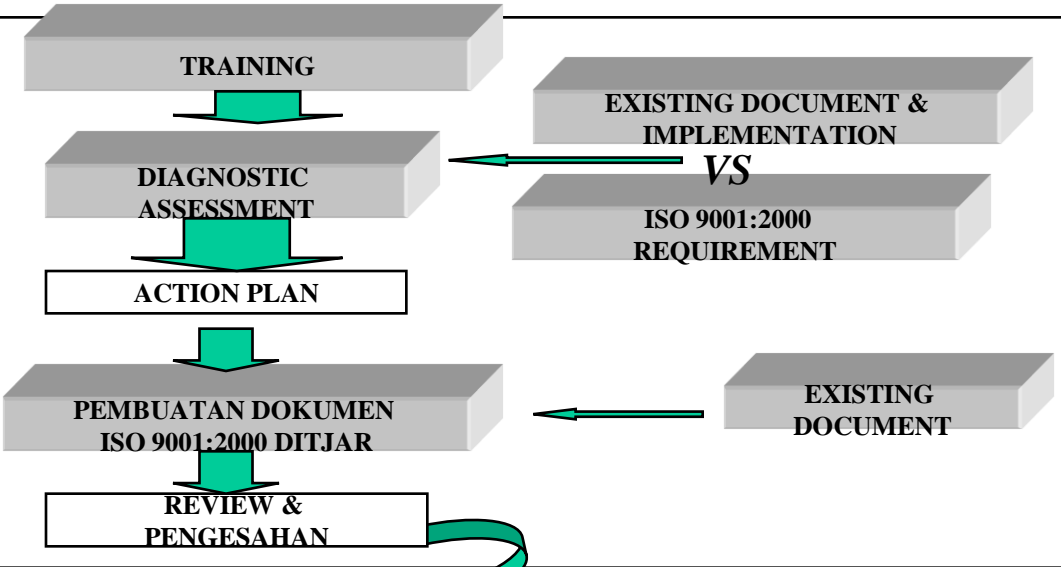 TRAINING
EXISTING DOCUMENT &
IMPLEMENTATION
VS
DIAGNOSTIC
ASSESSMENT
ISO 9001:2000
REQUIREMENT
ACTION PLAN
PEMBUATAN DOKUMEN
ISO 9001:2000 DITJAR
EXISTING
DOCUMENT
REVIEW &
PENGESAHAN